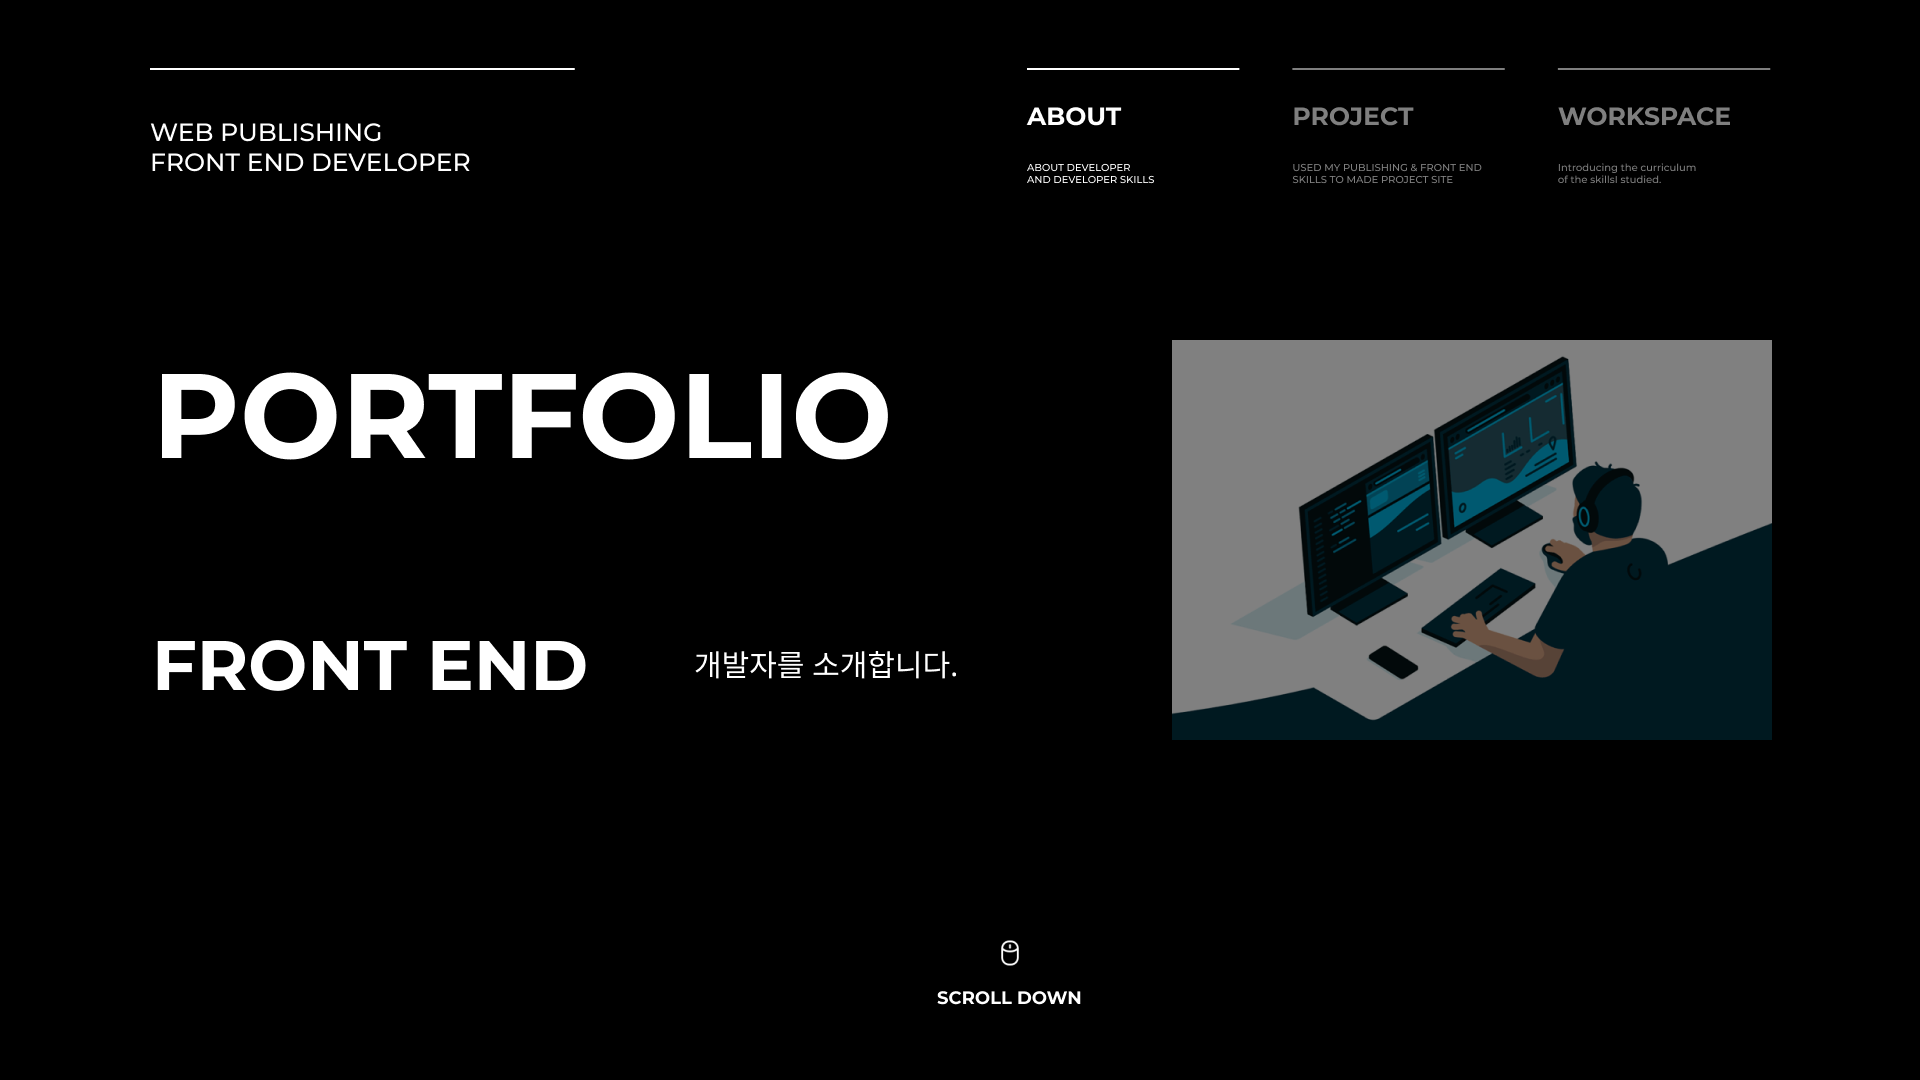 WEB PUBLISHING
FRONT END DEVELOPER
ABOUT
ABOUT DEVELOPER
AND DEVELOPER SKILLS
PROJECT
USED MY PUBLISHING & FRONT END
SKILLS TO MADE PROJECT SITE
WORKSPACE
Introducing the curriculum
of the skillsI studied.
PORTFOLIO
FRONT END
개발자를 소개합니다.
SCROLL DOWN